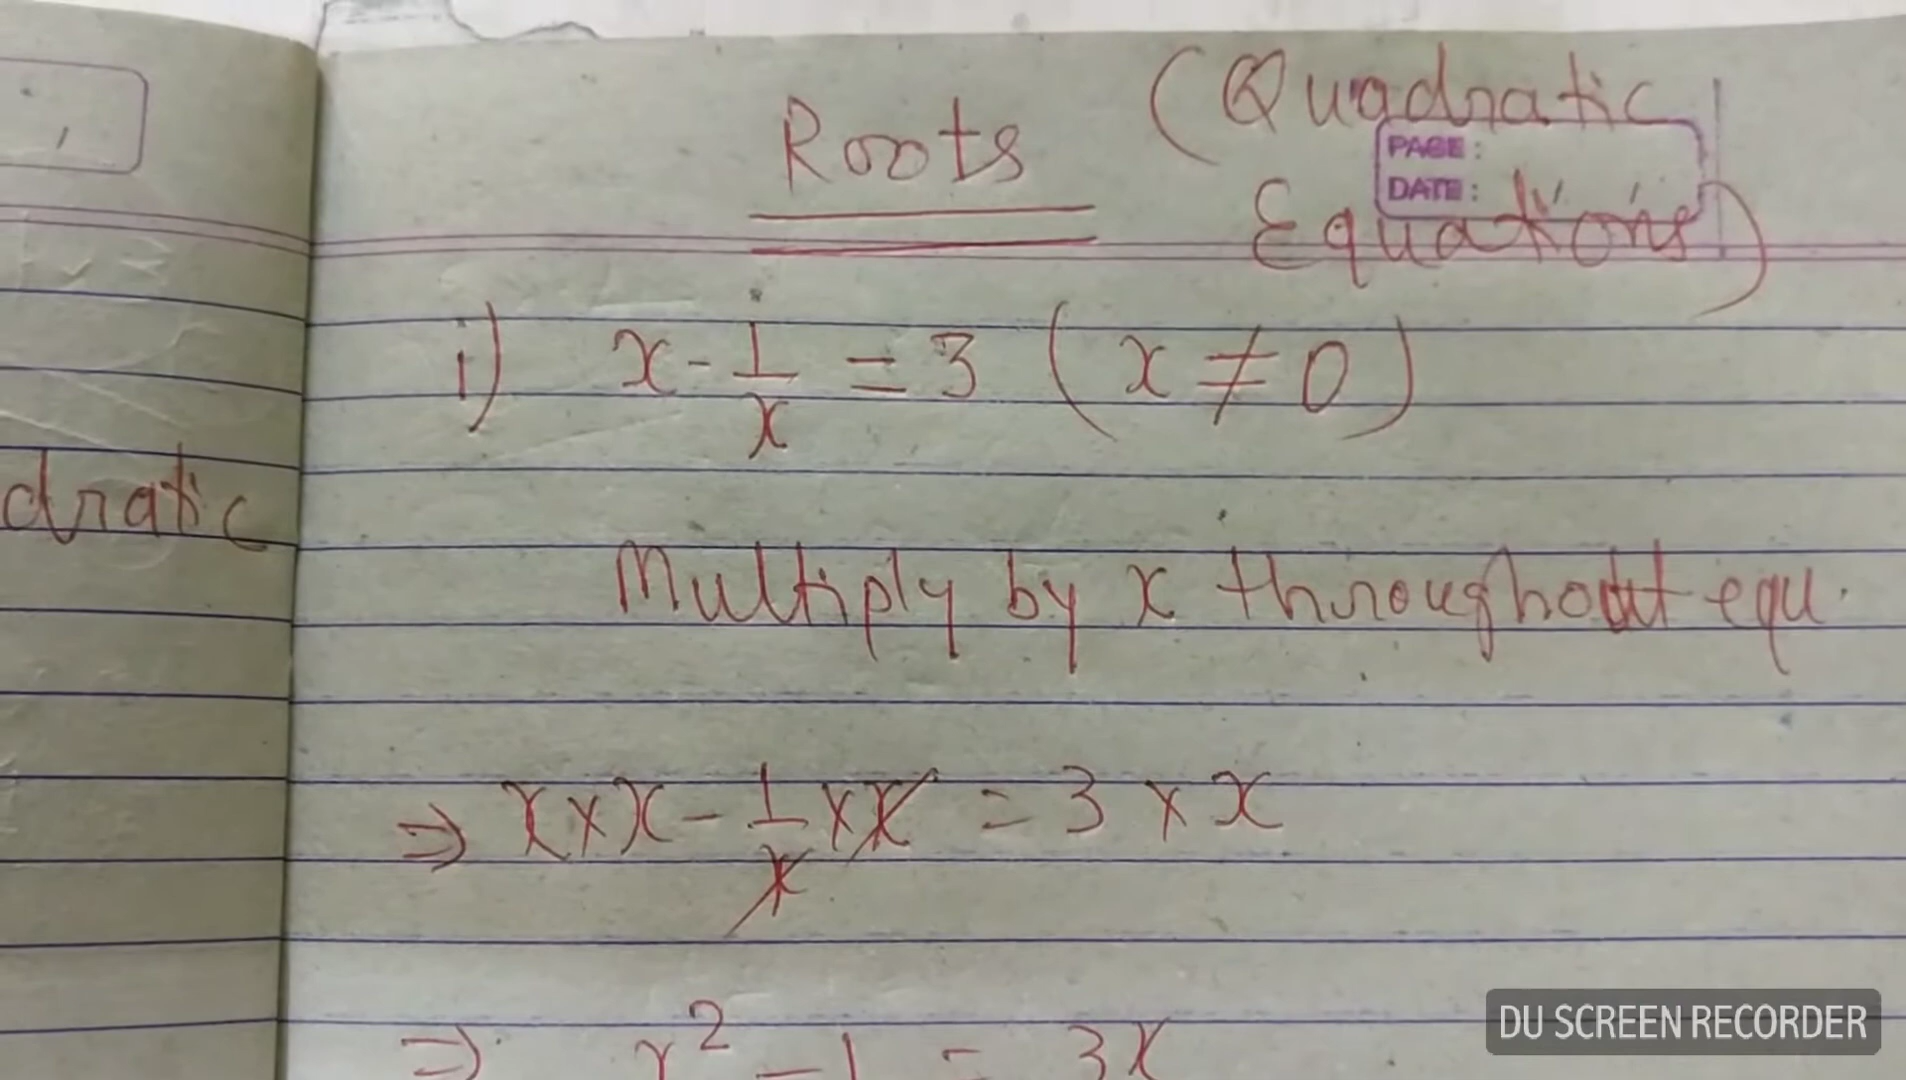 Roots (Quadratic
PAGE:
DATE:
Equations)
i) x - 1/x = 3 (x ≠ 0)
dratic
Multiply by x throughout equ.
⇒ x × x - 1/x × x = 3 × x
⇒ x² - 1 = 3x
DU SCREEN RECORDER